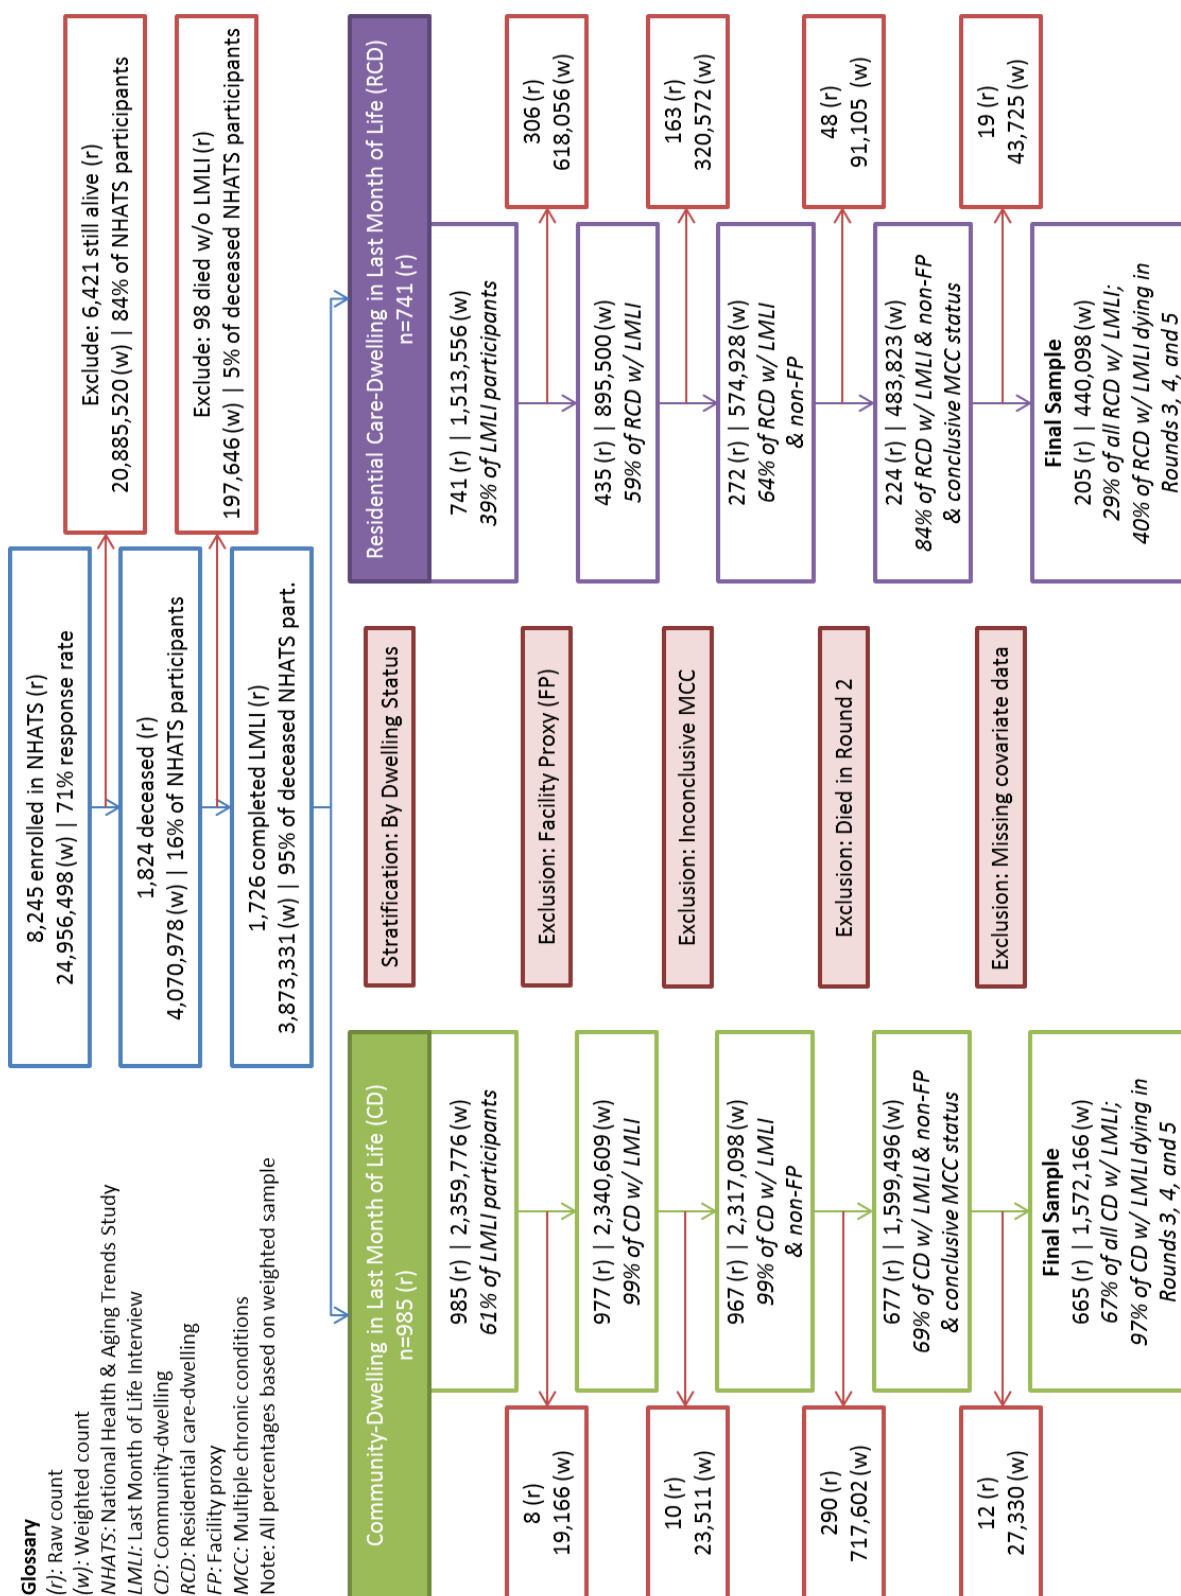 Glossary
(r): Raw count
(w): Weighted count
NHATS: National Health & Aging Trends Study
LMLI: Last Month of Life Interview
CD: Community-dwelling
RCD: Residential care-dwelling
FP: Facility proxy
MCC: Multiple chronic conditions
Note: All percentages based on weighted sample
8,245 enrolled in NHATS (r)
24,956,498 (w) | 71% response rate
Exclude: 6,421 still alive (r)
20,885,520 (w) | 84% of NHATS participants
1,824 deceased (r)
4,070,978 (w) | 16% of NHATS participants
Exclude: 98 died w/o LMLI (r)
197,646 (w) | 5% of deceased NHATS participants
1,726 completed LMLI (r)
3,873,331 (w) | 95% of deceased NHATS part.
Community-Dwelling in Last Month of Life (CD)
n=985 (r)
Stratification: By Dwelling Status
Residential Care-Dwelling in Last Month of Life (RCD)
n=741 (r)
985 (r) | 2,359,776 (w)
61% of LMLI participants
741 (r) | 1,513,556 (w)
39% of LMLI participants
8 (r)
19,166 (w)
Exclusion: Facility Proxy (FP)
306 (r)
618,056 (w)
977 (r) | 2,340,609 (w)
99% of CD w/ LMLI
435 (r) | 895,500 (w)
59% of RCD w/ LMLI
10 (r)
23,511 (w)
Exclusion: Inconclusive MCC
163 (r)
320,572 (w)
967 (r) | 2,317,098 (w)
99% of CD w/ LMLI
& non-FP
272 (r) | 574,928 (w)
64% of RCD w/ LMLI
& non-FP
290 (r)
717,602 (w)
Exclusion: Died in Round 2
48 (r)
91,105 (w)
677 (r) | 1,599,496 (w)
69% of CD w/ LMLI & non-FP
& conclusive MCC status
224 (r) | 483,823 (w)
84% of RCD w/ LMLI & non-FP
& conclusive MCC status
12 (r)
27,330 (w)
Exclusion: Missing covariate data
19 (r)
43,725 (w)
Final Sample
665 (r) | 1,572,166 (w)
67% of all CD w/ LMLI;
97% of CD w/ LMLI dying in
Rounds 3, 4, and 5
Final Sample
205 (r) | 440,098 (w)
29% of all RCD w/ LMLI;
40% of RCD w/ LMLI dying in
Rounds 3, 4, and 5